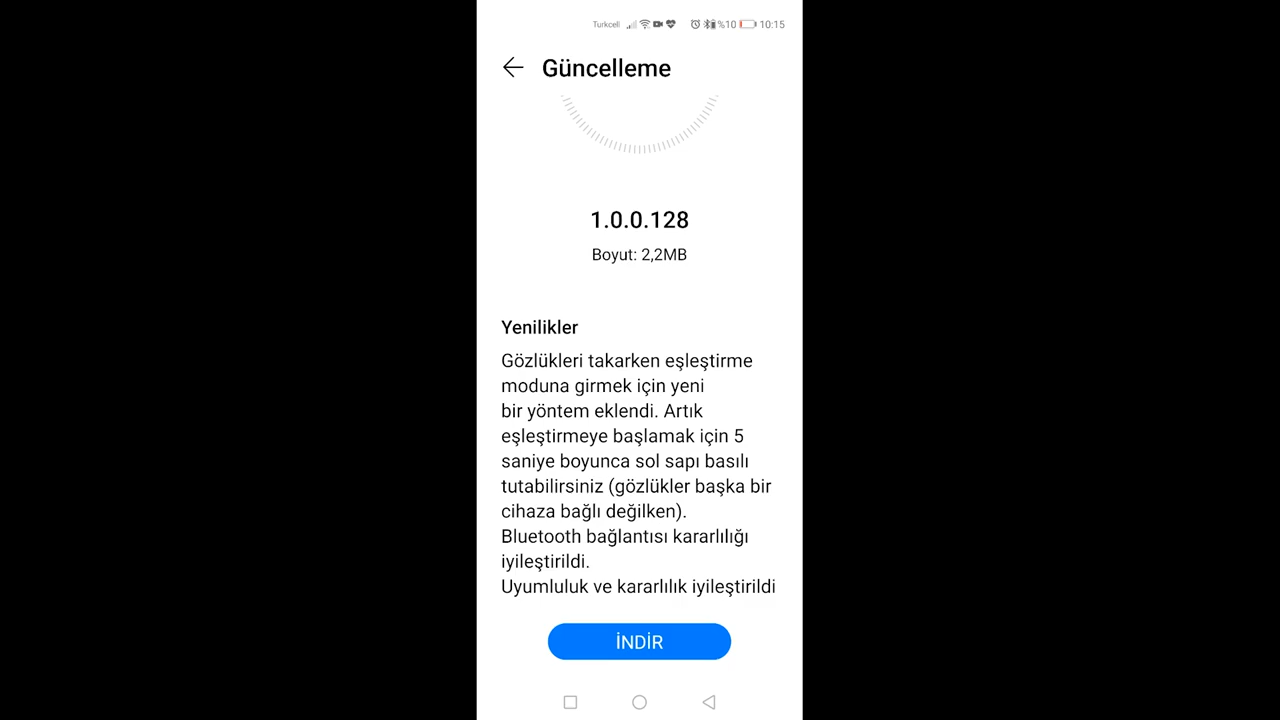 Turkcell %10 10:15
Güncelleme
1.0.0.128
Boyut: 2,2MB
Yenilikler
Gözlükleri takarken eşleştirme
moduna girmek için yeni
bir yöntem eklendi. Artık
eşleştirmeye başlamak için 5
saniye boyunca sol sapı basılı
tutabilirsiniz (gözlükler başka bir
cihaza bağlı değilken).
Bluetooth bağlantısı kararlılığı
iyileştirildi.
Uyumluluk ve kararlılık iyileştirildi
İNDİR